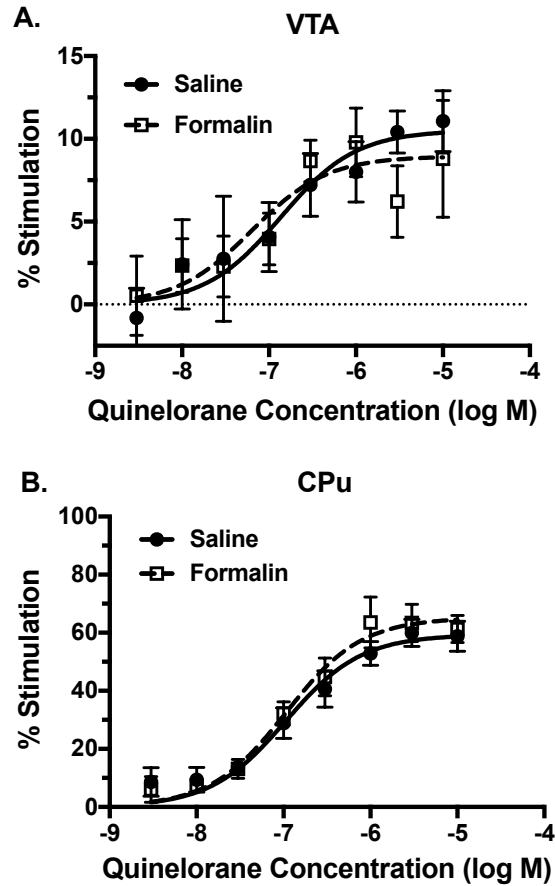 A.
VTA
15
10
5
0
% Stimulation
Saline
Formalin
-9 -8 -7 -6 -5 -4
Quinelorane Concentration (log M)
B.
CPu
100
80
60
40
20
0
% Stimulation
Saline
Formalin
-9 -8 -7 -6 -5 -4
Quinelorane Concentration (log M)